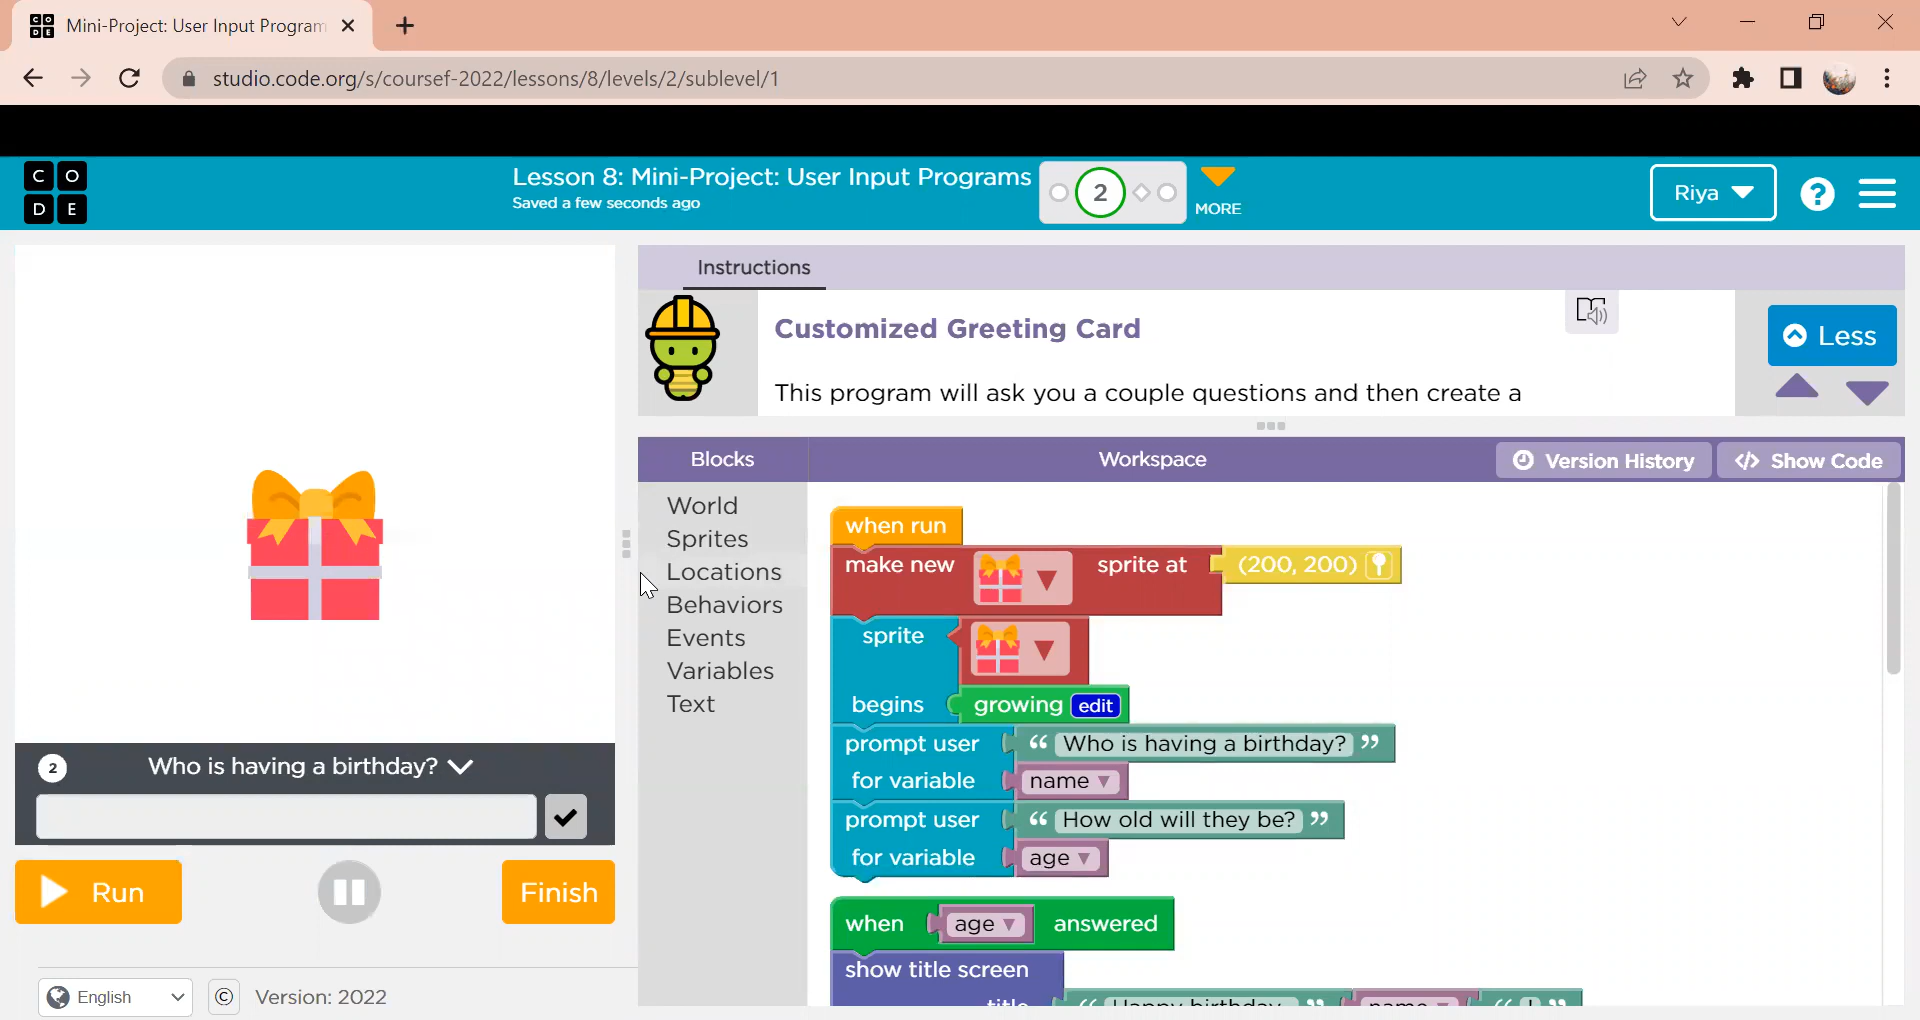 Mini-Project: User Input Program
studio.code.org/s/coursef-2022/lessons/8/levels/2/sublevel/1
C O
D E
Lesson 8: Mini-Project: User Input Programs
Saved a few seconds ago
2
MORE
Riya
?
Instructions
Customized Greeting Card
This program will ask you a couple questions and then create a
Less
Blocks
Workspace
Version History
</> Show Code
World
Sprites
Locations
Behaviors
Events
Variables
Text
when run
make new sprite at (200, 200)
sprite
begins growing edit
prompt user “ Who is having a birthday? ”
for variable name
prompt user “ How old will they be? ”
for variable age
when age answered
show title screen
title “ Happy birthday, ” name “ ! ”
2 Who is having a birthday?
Run
Finish
English
© Version: 2022